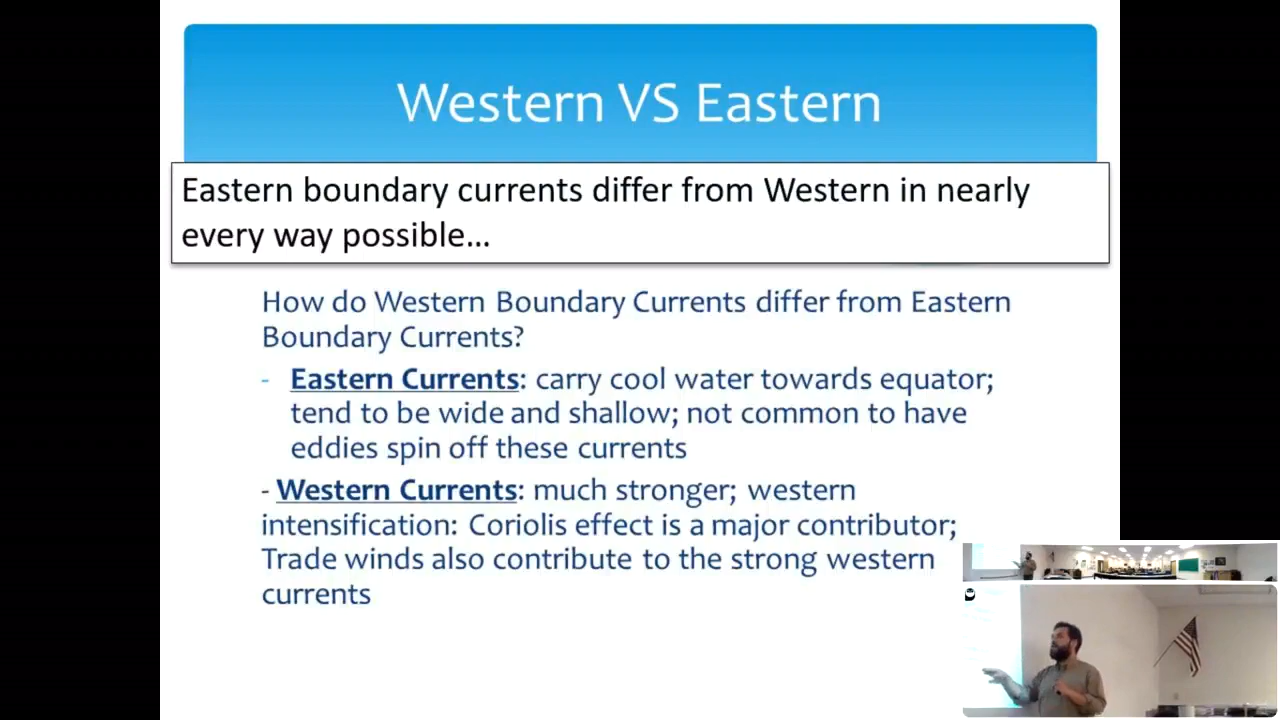 Western VS Eastern
Eastern boundary currents differ from Western in nearly
every way possible...
How do Western Boundary Currents differ from Eastern
Boundary Currents?
- Eastern Currents: carry cool water towards equator;
tend to be wide and shallow; not common to have
eddies spin off these currents
- Western Currents: much stronger; western
intensification: Coriolis effect is a major contributor;
Trade winds also contribute to the strong western
currents